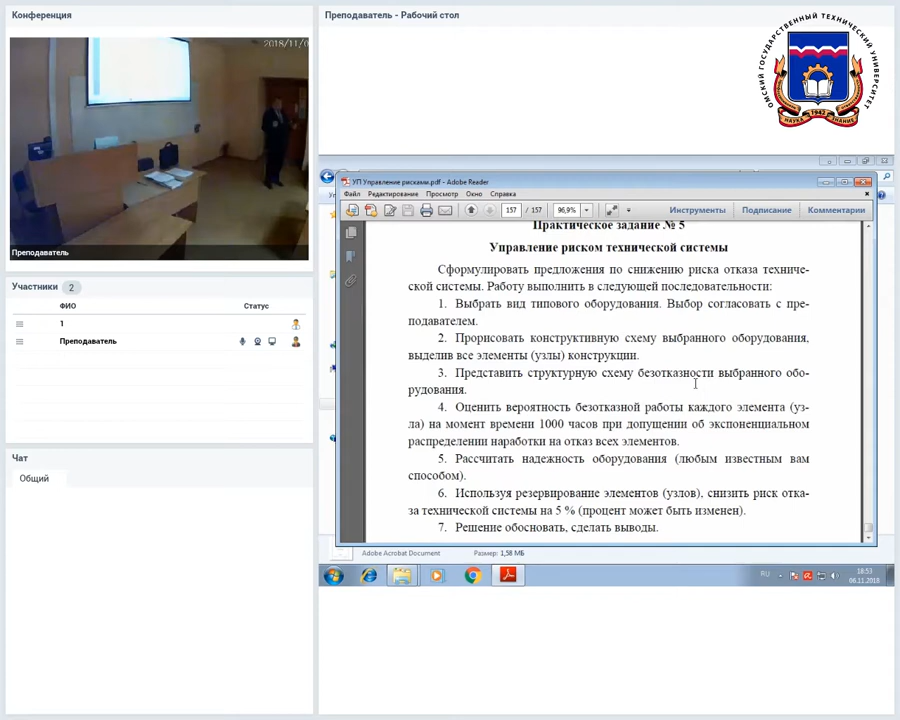 Конференция
2018/11/0
Преподаватель
Участники 2
ФИО Статус
1
Преподаватель
Чат
Общий
Преподаватель - Рабочий стол
ОМСКИЙ ГОСУДАРСТВЕННЫЙ ТЕХНИЧЕСКИЙ УНИВЕРСИТЕТ
НАУКА 1942 ЗНАНИЕ
УП Управление рисками.pdf - Adobe Reader
Файл Редактирование Просмотр Окно Справка
157 / 157 96,9% Инструменты Подписание Комментарии
Практическое задание № 5
Управление риском технической системы
Сформулировать предложения по снижению риска отказа техниче-
ской системы. Работу выполнить в следующей последовательности:
1. Выбрать вид типового оборудования. Выбор согласовать с пре-
подавателем.
2. Прорисовать конструктивную схему выбранного оборудования,
выделив все элементы (узлы) конструкции.
3. Представить структурную схему безотказности выбранного обо-
рудования.
4. Оценить вероятность безотказной работы каждого элемента (уз-
ла) на момент времени 1000 часов при допущении об экспоненциальном
распределении наработки на отказ всех элементов.
5. Рассчитать надежность оборудования (любым известным вам
способом).
6. Используя резервирование элементов (узлов), снизить риск отка-
за технической системы на 5 % (процент может быть изменен).
7. Решение обосновать, сделать выводы.
Adobe Acrobat Document Размер: 1,58 МБ
RU 18:53
06.11.2018